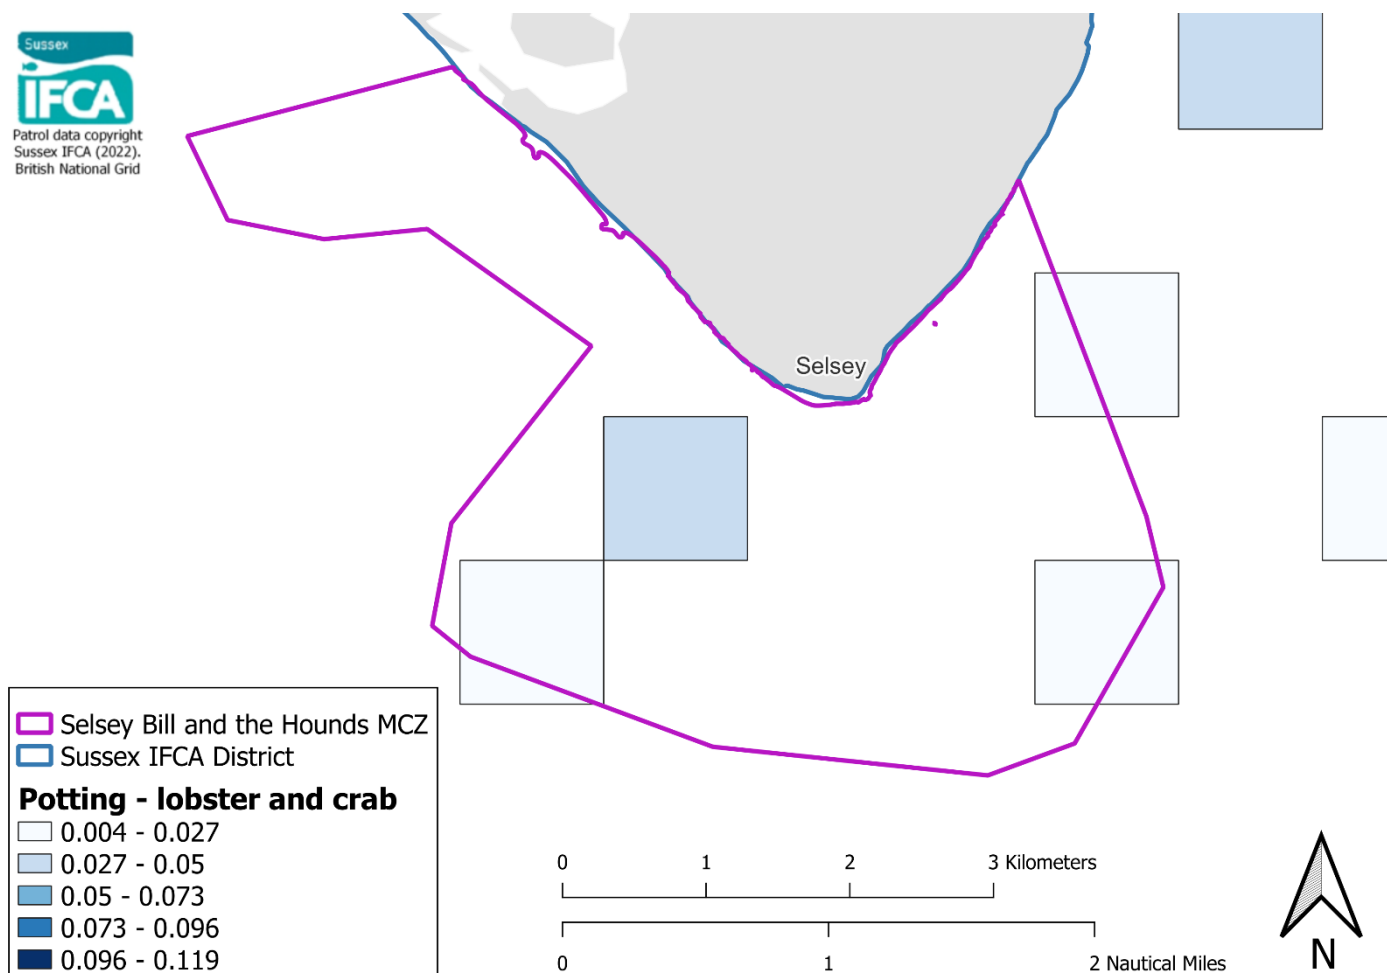 Sussex
IFCA
Patrol data copyright
Sussex IFCA (2022).
British National Grid
Selsey
Selsey Bill and the Hounds MCZ
Sussex IFCA District
Potting - lobster and crab
0.004 - 0.027
0.027 - 0.05
0.05 - 0.073
0.073 - 0.096
0.096 - 0.119
0 1 2 3 Kilometers
0 1 2 Nautical Miles
N